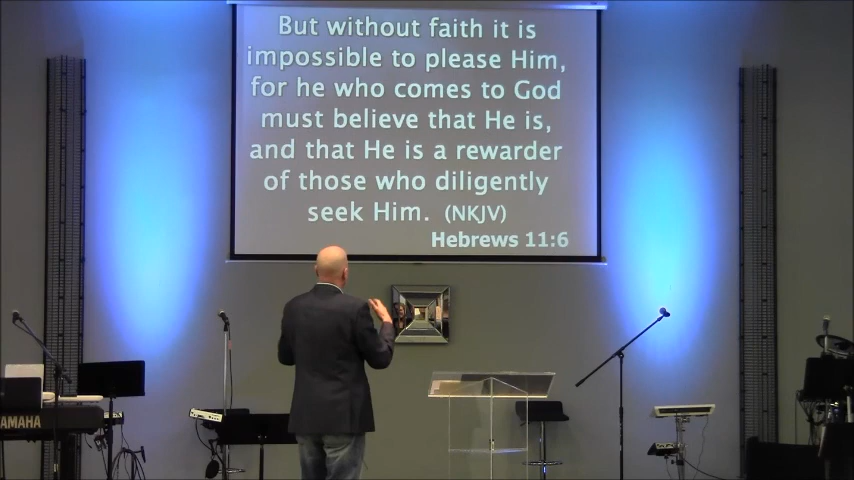 But without faith it is
impossible to please Him,
for he who comes to God
must believe that He is,
and that He is a rewarder
of those who diligently
seek Him. (NKJV)
Hebrews 11:6
YAMAHA